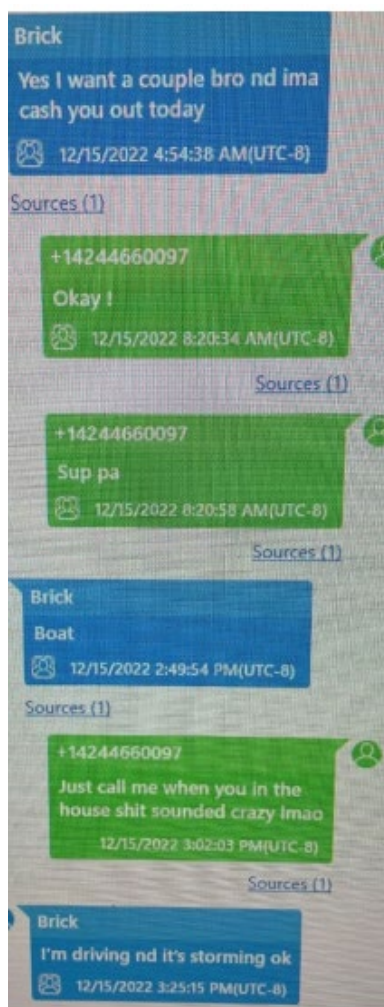 Brick
Yes I want a couple bro nd ima
cash you out today
12/15/2022 4:54:38 AM(UTC-8)
Sources (1)
+14244660097
Okay !
12/15/2022 8:20:34 AM(UTC-8)
Sources (1)
+14244660097
Sup pa
12/15/2022 8:20:58 AM(UTC-8)
Sources (1)
Brick
Boat
12/15/2022 2:49:54 PM(UTC-8)
Sources (1)
+14244660097
Just call me when you in the
house shit sounded crazy lmao
12/15/2022 3:02:03 PM(UTC-8)
Sources (1)
Brick
I'm driving nd it's storming ok
12/15/2022 3:25:15 PM(UTC-8)